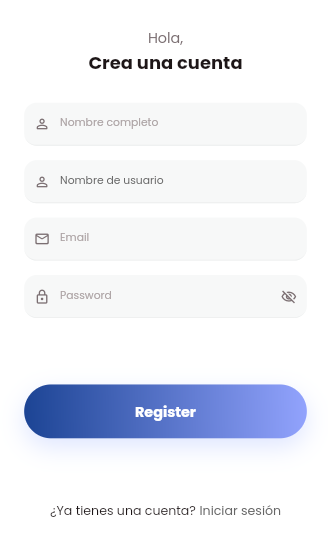 Hola,
Crea una cuenta
Nombre completo
Nombre de usuario
Email
Password
Register
¿Ya tienes una cuenta? Iniciar sesión